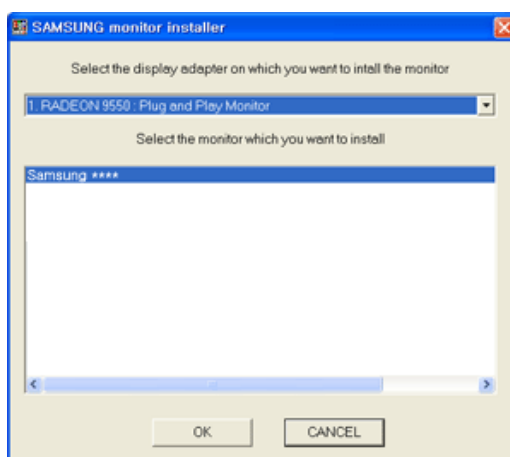 SAMSUNG monitor installer
Select the display adapter on which you want to intall the monitor
1. RADEON 9550 : Plug and Play Monitor
Select the monitor which you want to install
Samsung ****
OK
CANCEL